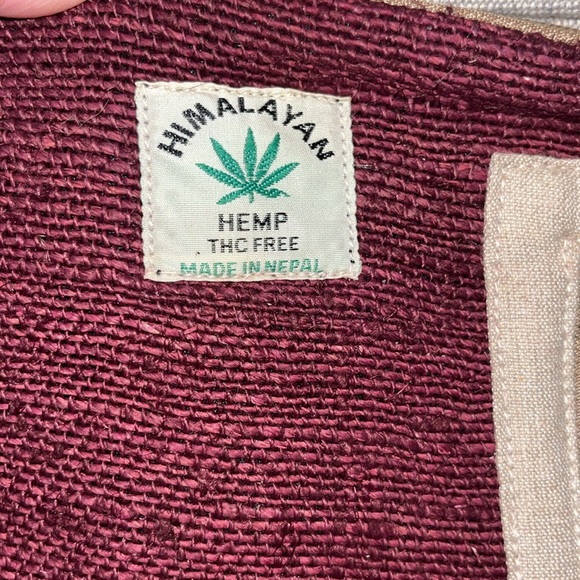 HIMALAYAN
HEMP
THC FREE
MADE IN NEPAL